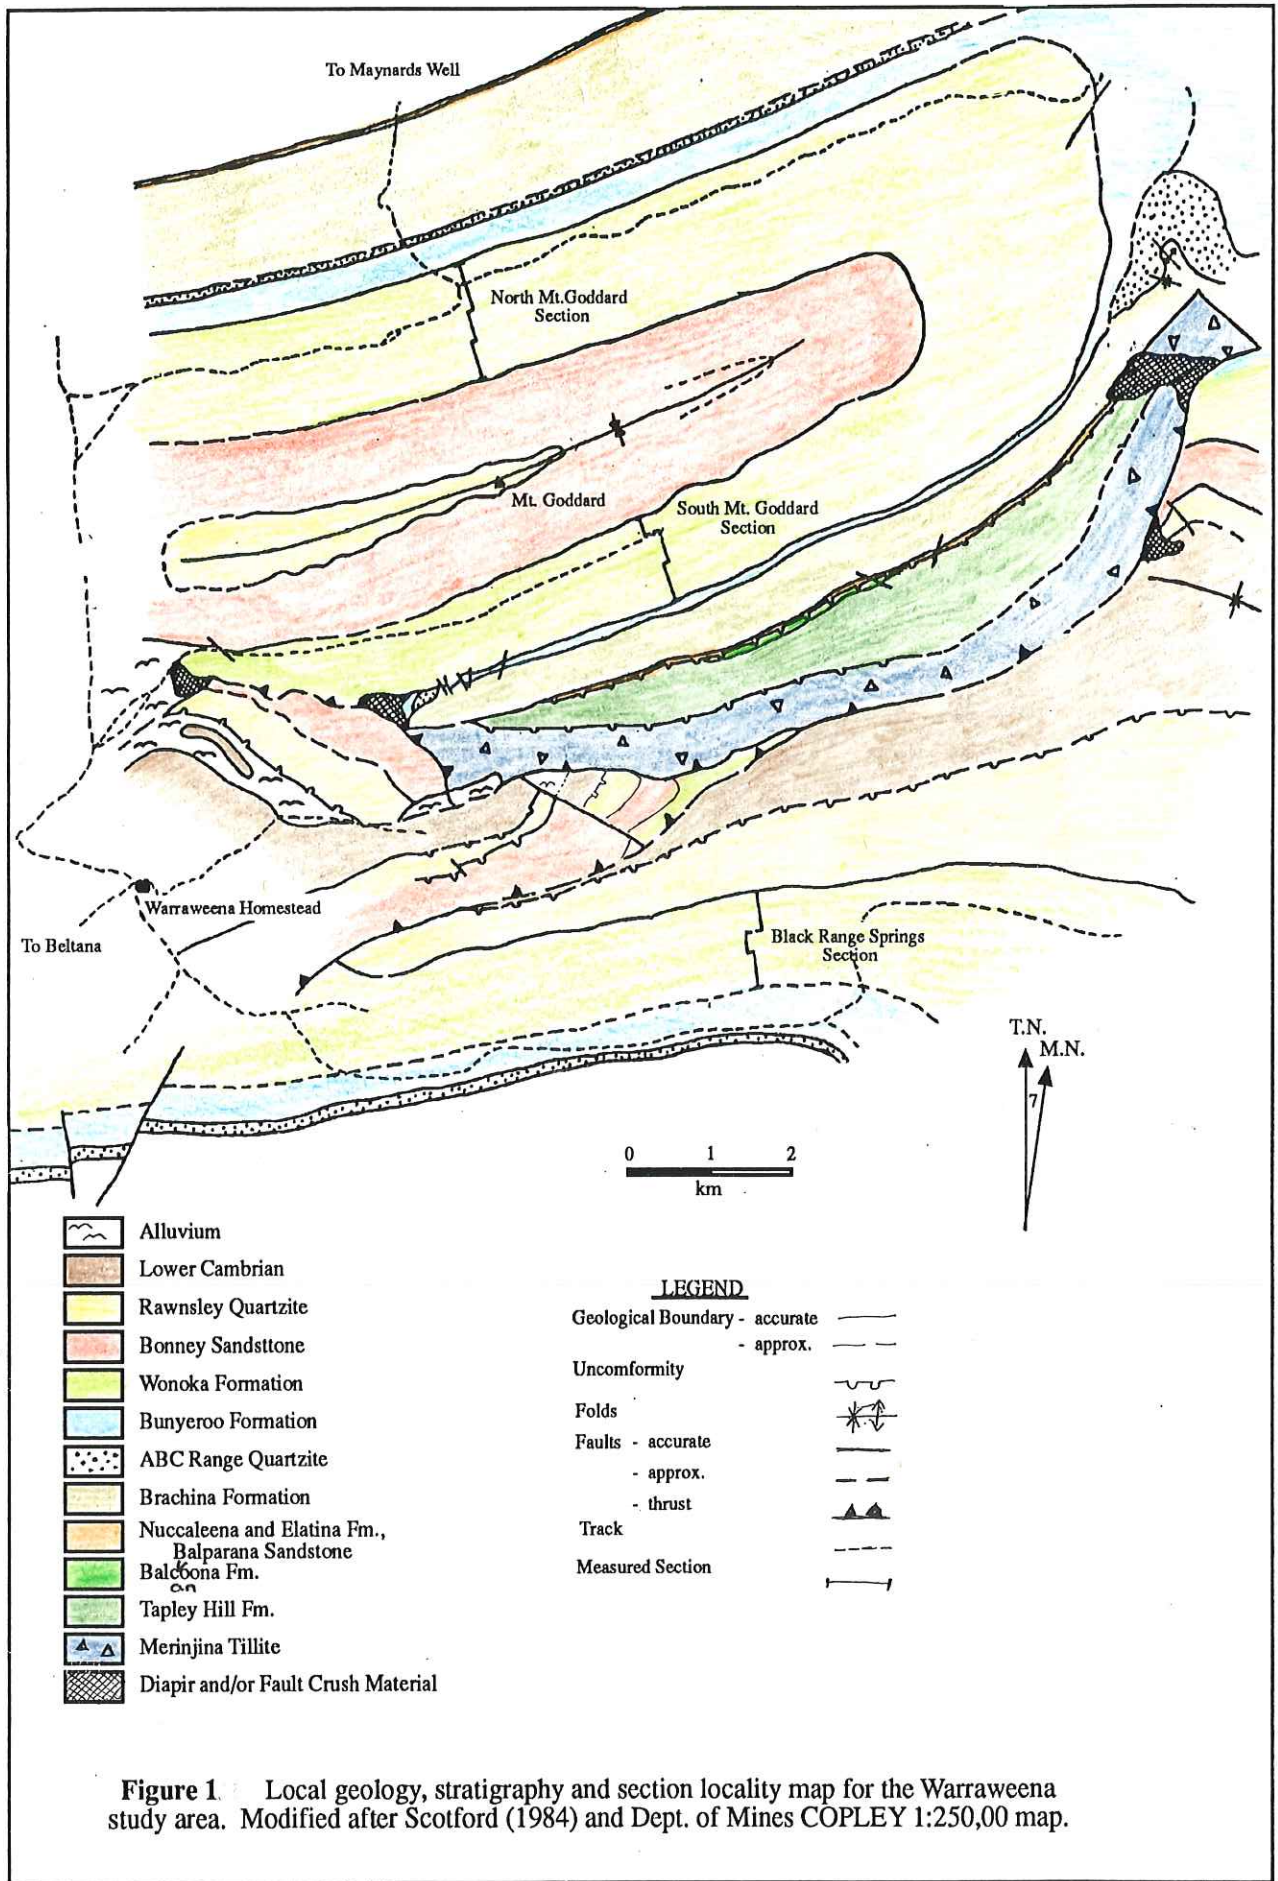 To Maynards Well
North Mt.Goddard
Section
Mt. Goddard
South Mt. Goddard
Section
Warraweena Homestead
To Beltana
Black Range Springs
Section
T.N.
M.N.
7
0 1 2
km
Alluvium
Lower Cambrian
Rawnsley Quartzite
Bonney Sandsttone
Wonoka Formation
Bunyeroo Formation
ABC Range Quartzite
Brachina Formation
Nuccaleena and Elatina Fm.,
Balparana Sandstone
Balcoona Fm.
an
Tapley Hill Fm.
Merinjina Tillite
Diapir and/or Fault Crush Material
LEGEND
Geological Boundary - accurate
- approx.
Uncomformity
Folds
Faults - accurate
- approx.
- thrust
Track
Measured Section
Figure 1. Local geology, stratigraphy and section locality map for the Warraweena
study area. Modified after Scotford (1984) and Dept. of Mines COPLEY 1:250,00 map.